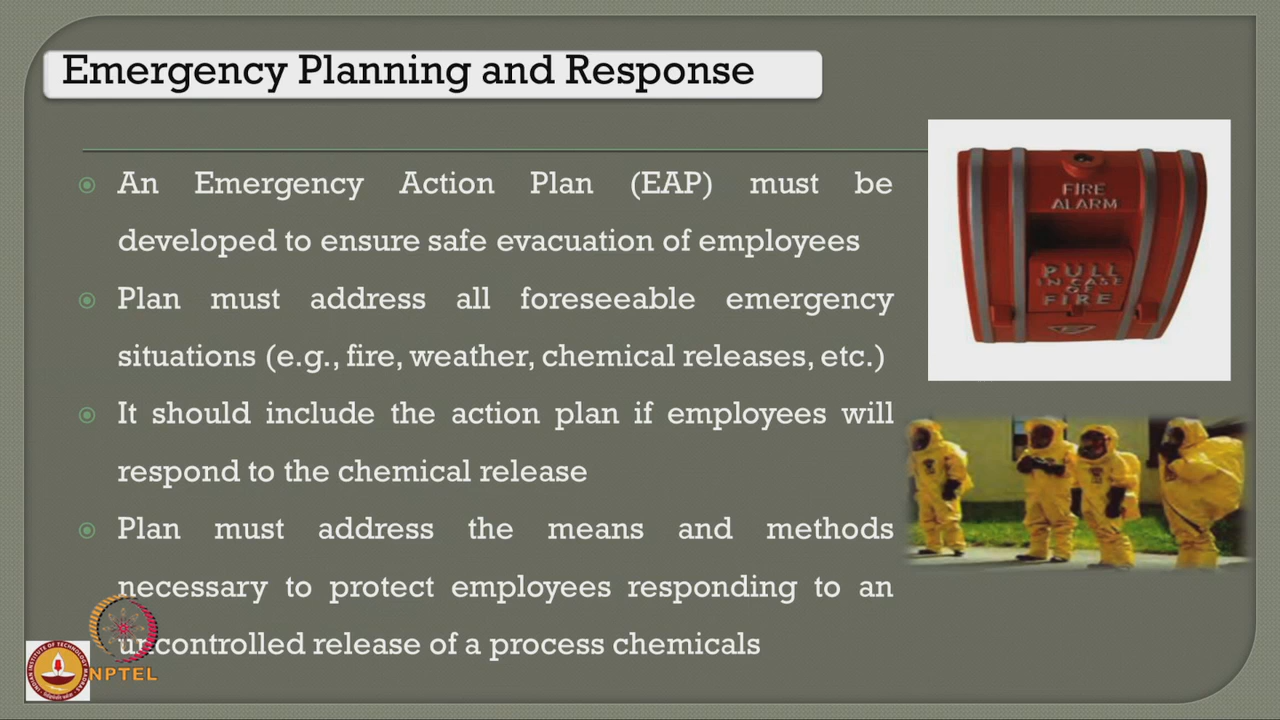 Emergency Planning and Response
An Emergency Action Plan (EAP) must be
developed to ensure safe evacuation of employees
Plan must address all foreseeable emergency
situations (e.g., fire, weather, chemical releases, etc.)
It should include the action plan if employees will
respond to the chemical release
Plan must address the means and methods
necessary to protect employees responding to an
uncontrolled release of a process chemicals
FIRE
ALARM
PULL
IN CASE
OF
FIRE
NPTEL